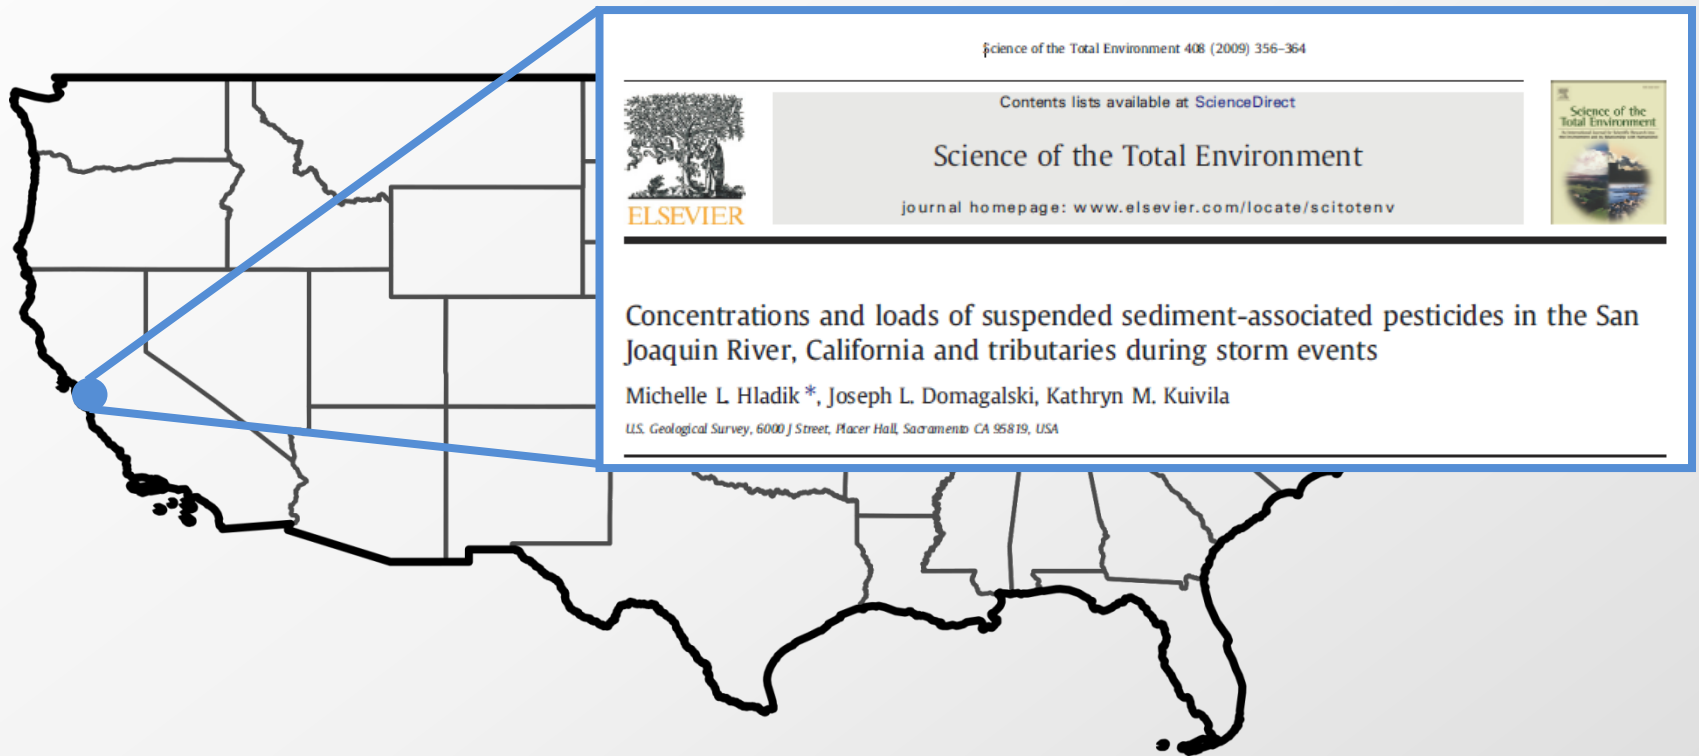 Science of the Total Environment 408 (2009) 356–364
Contents lists available at ScienceDirect
Science of the Total Environment
journal homepage: www.elsevier.com/locate/scitotenv
ELSEVIER
Science of the
Total Environment
Concentrations and loads of suspended sediment-associated pesticides in the San
Joaquin River, California and tributaries during storm events
Michelle L. Hladik *, Joseph L. Domagalski, Kathryn M. Kuivila
U.S. Geological Survey, 6000 J Street, Placer Hall, Sacramento CA 95819, USA